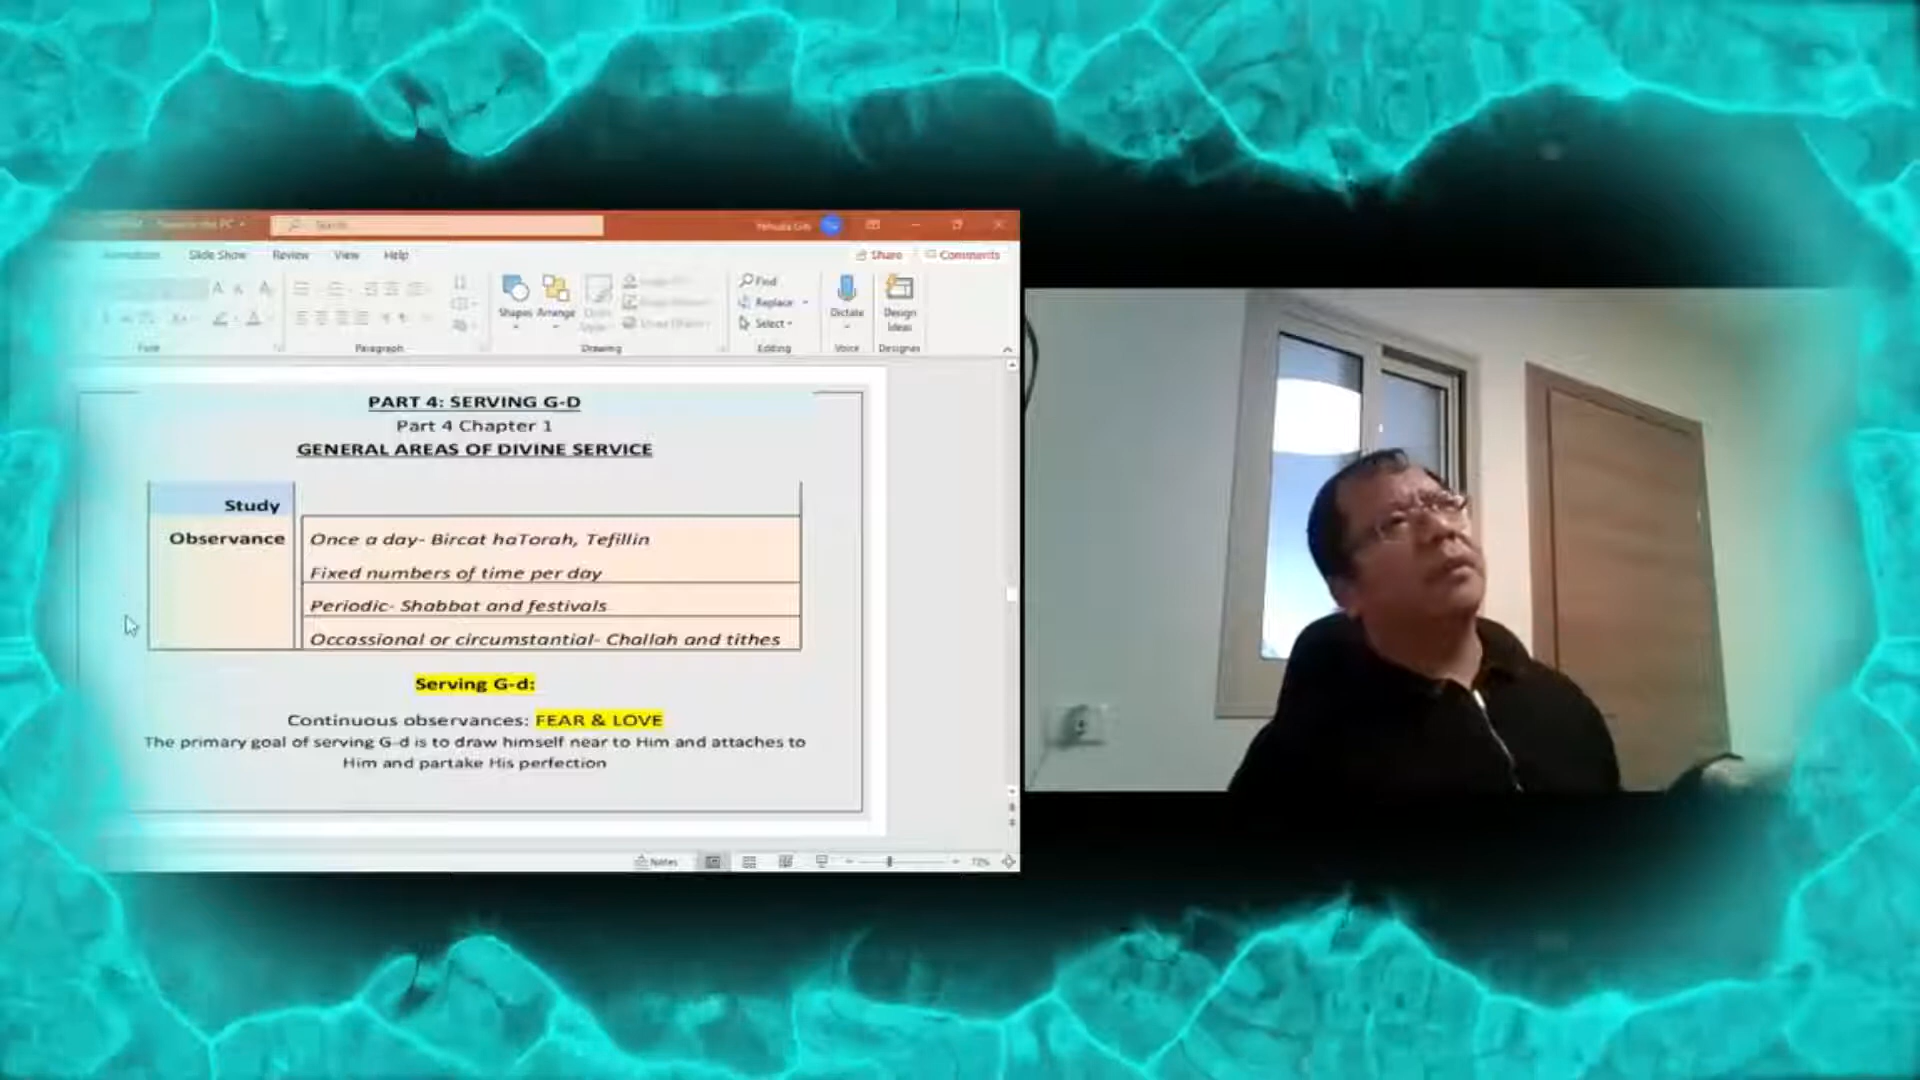 Slide Show Review View Help Share Comments
Find
Shapes Arrange Replace Dictate Design
Select Ideas
Paragraph Drawing Editing Voice Designer
PART 4: SERVING G-D
Part 4 Chapter 1
GENERAL AREAS OF DIVINE SERVICE
Study
Observance Once a day- Bircat haTorah, Tefillin
Fixed numbers of time per day
Periodic- Shabbat and festivals
Occassional or circumstantial- Challah and tithes
Serving G-d:
Continuous observances: FEAR & LOVE
The primary goal of serving G-d is to draw himself near to Him and attaches to
Him and partake His perfection
Notes